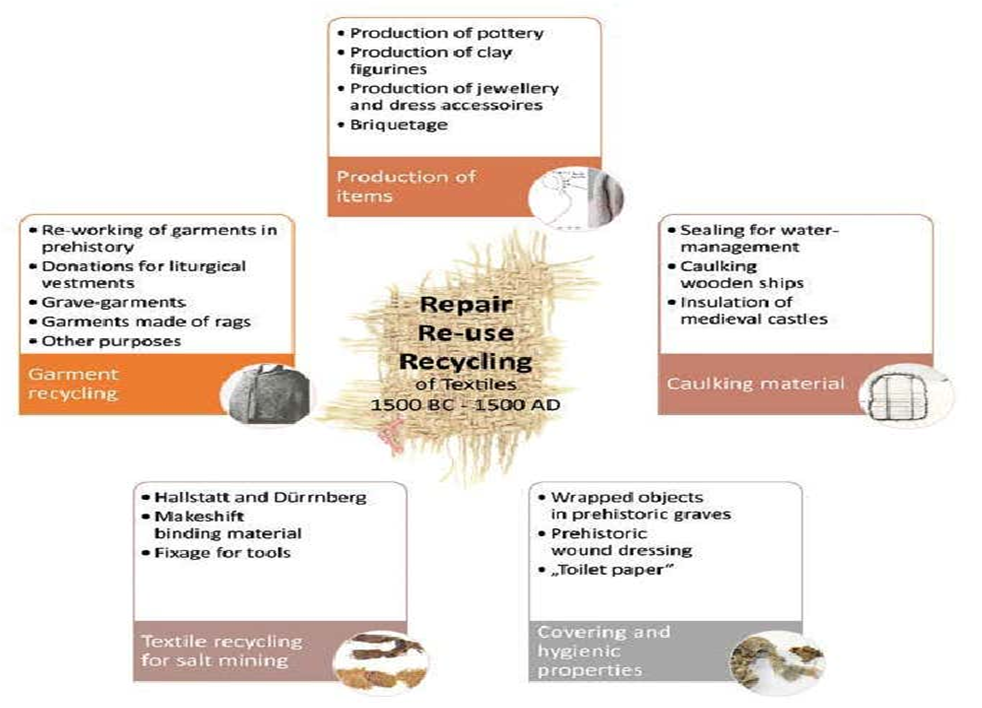 • Production of pottery
• Production of clay
figurines
• Production of jewellery
and dress accessoires
• Briquetage
Production of
items
• Re-working of garments in
prehistory
• Donations for liturgical
vestments
• Grave-garments
• Garments made of rags
• Other purposes
Garment
recycling
Repair
Re-use
Recycling
of Textiles
1500 BC - 1500 AD
• Sealing for water-
management
• Caulking
wooden ships
• Insulation of
medieval castles
Caulking material
• Hallstatt and Dürrnberg
• Makeshift
binding material
• Fixage for tools
Textile recycling
for salt mining
• Wrapped objects
in prehistoric graves
• Prehistoric
wound dressing
• „Toilet paper“
Covering and
hygienic
properties